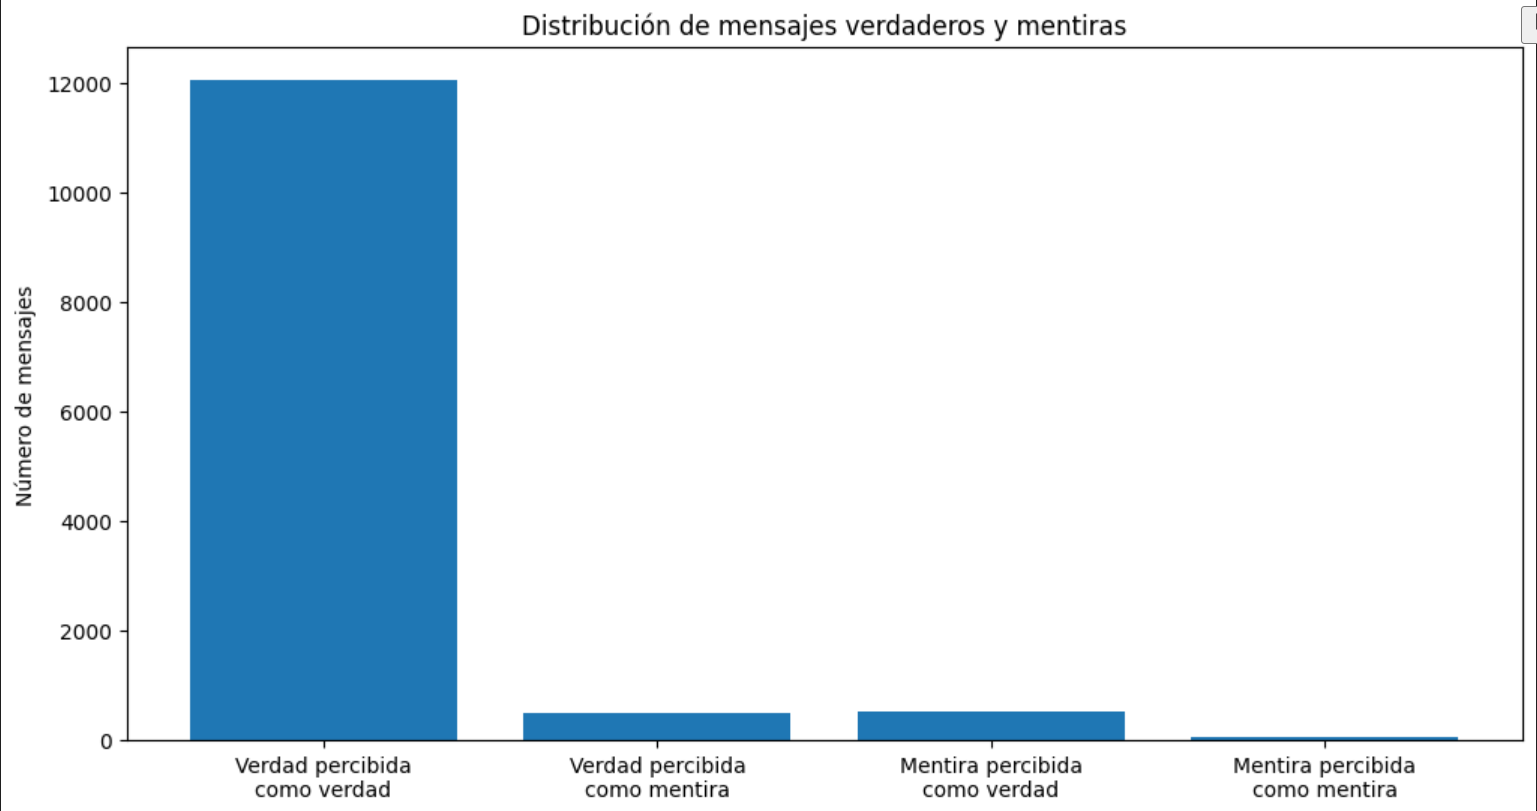 Distribución de mensajes verdaderos y mentiras
12000
10000
8000
6000
4000
2000
0
Número de mensajes
Verdad percibida
como verdad
Verdad percibida
como mentira
Mentira percibida
como verdad
Mentira percibida
como mentira